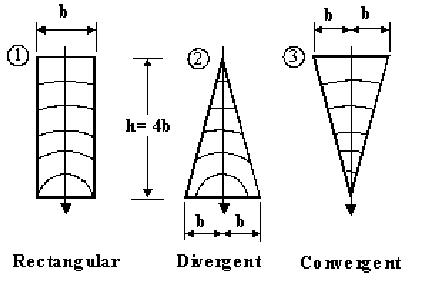 b
b b
1
2
3
h= 4b
b b
Rectangular
Divergent
Convergent